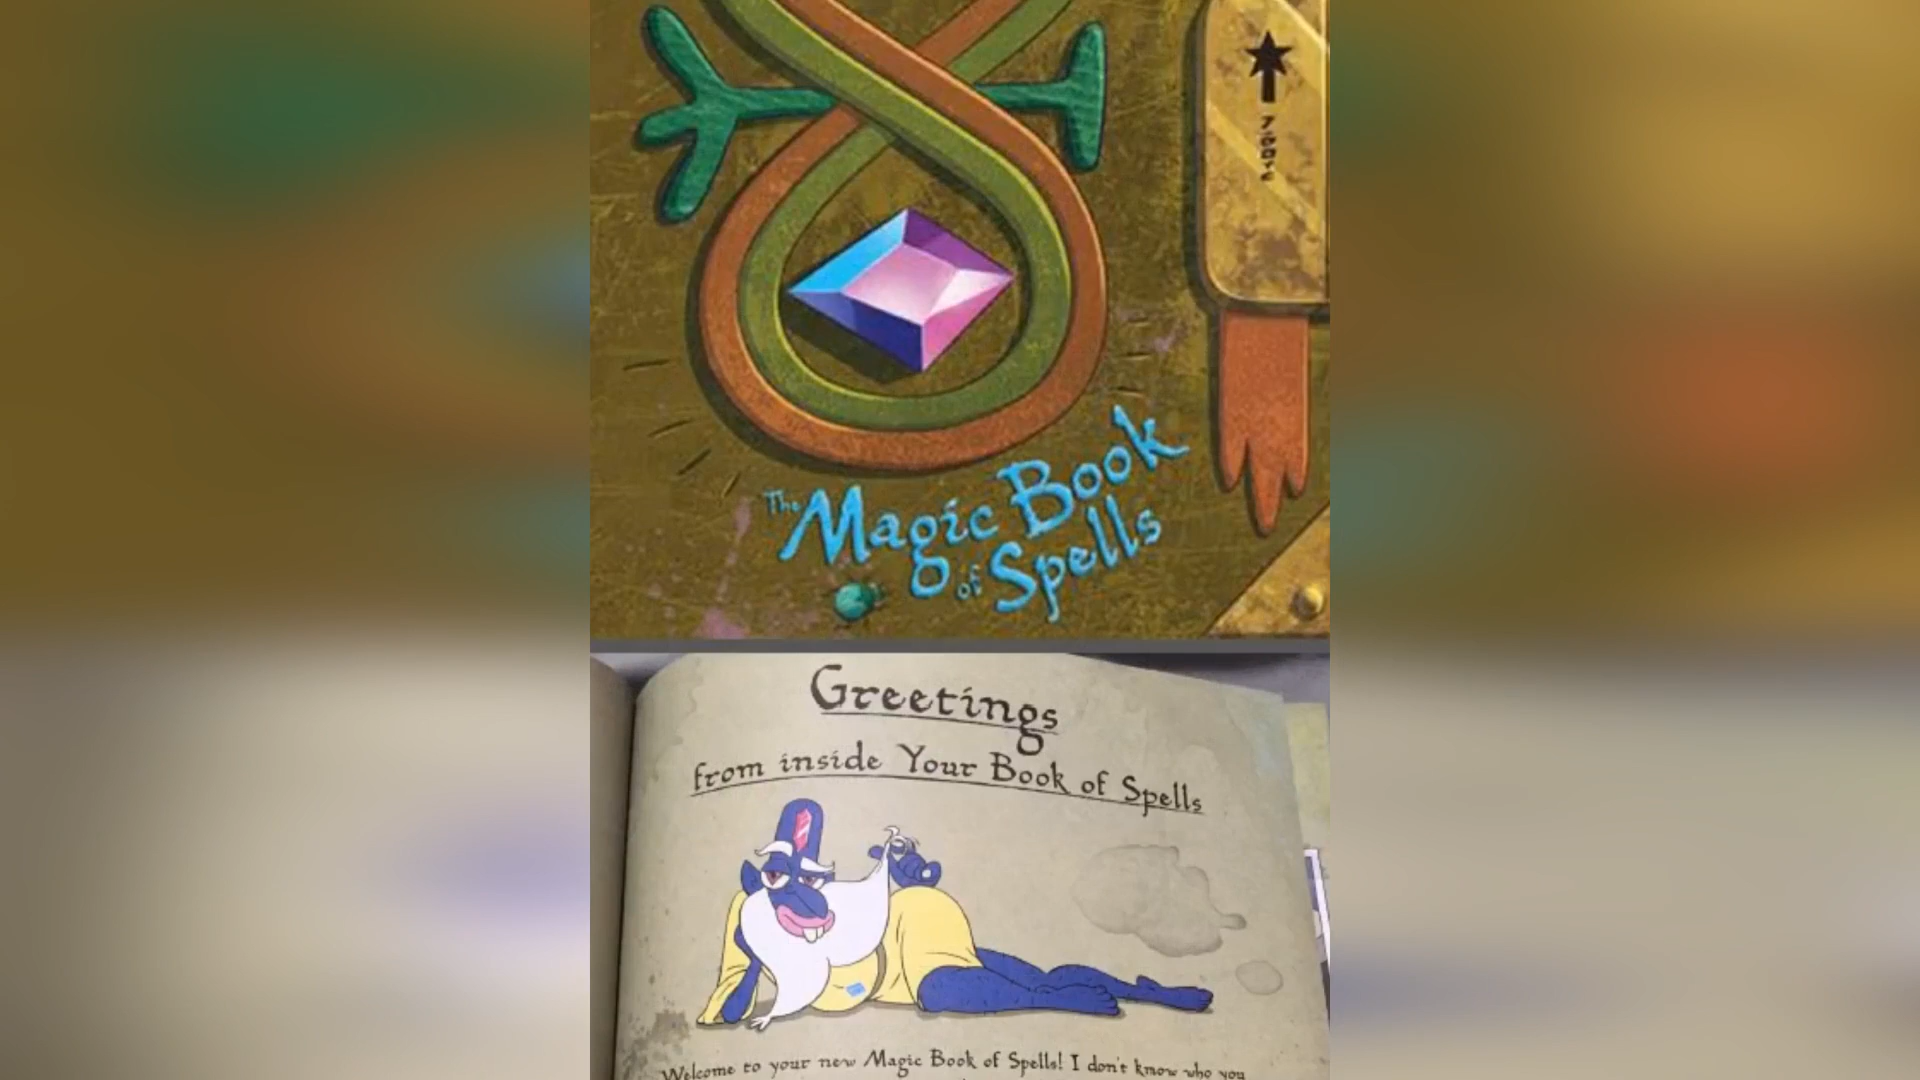 The Magic Book
of Spells
Greetings
from inside Your Book of Spells
Welcome to your new Magic Book of Spells! I don't know who you